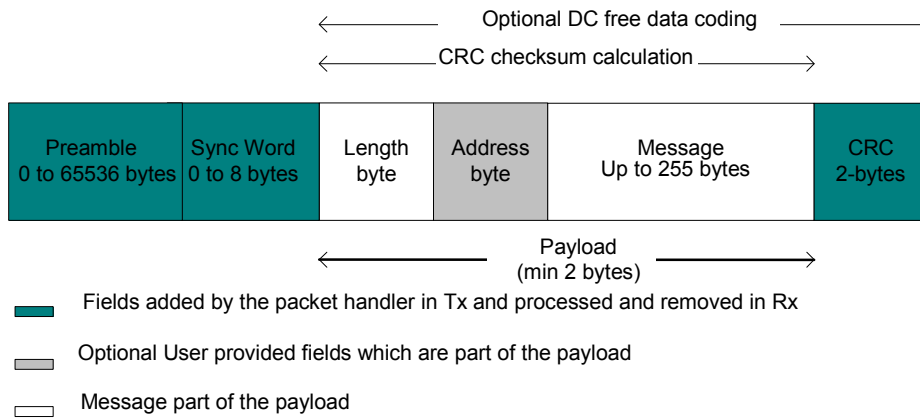 Optional DC free data coding
CRC checksum calculation
Preamble
0 to 65536 bytes
Sync Word
0 to 8 bytes
Length
byte
Address
byte
Message
Up to 255 bytes
CRC
2-bytes
Payload
(min 2 bytes)
Fields added by the packet handler in Tx and processed and removed in Rx
Optional User provided fields which are part of the payload
Message part of the payload